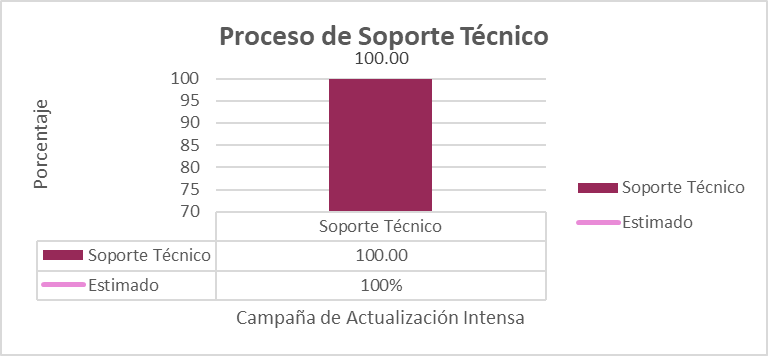 Proceso de Soporte Técnico
100.00
Porcentaje
100
95
90
85
80
75
70
Soporte Técnico
Soporte Técnico 100.00
Estimado 100%
Campaña de Actualización Intensa
Soporte Técnico
Estimado